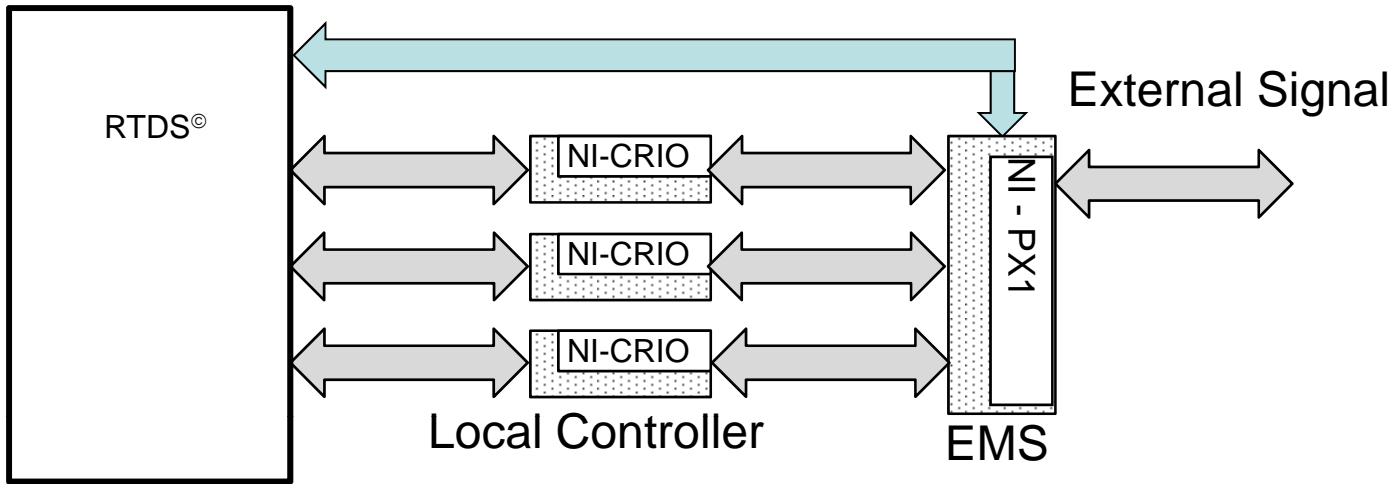 External Signal
RTDS©
NI-CRIO
NI-CRIO
NI-CRIO
NI - PX1
Local Controller
EMS